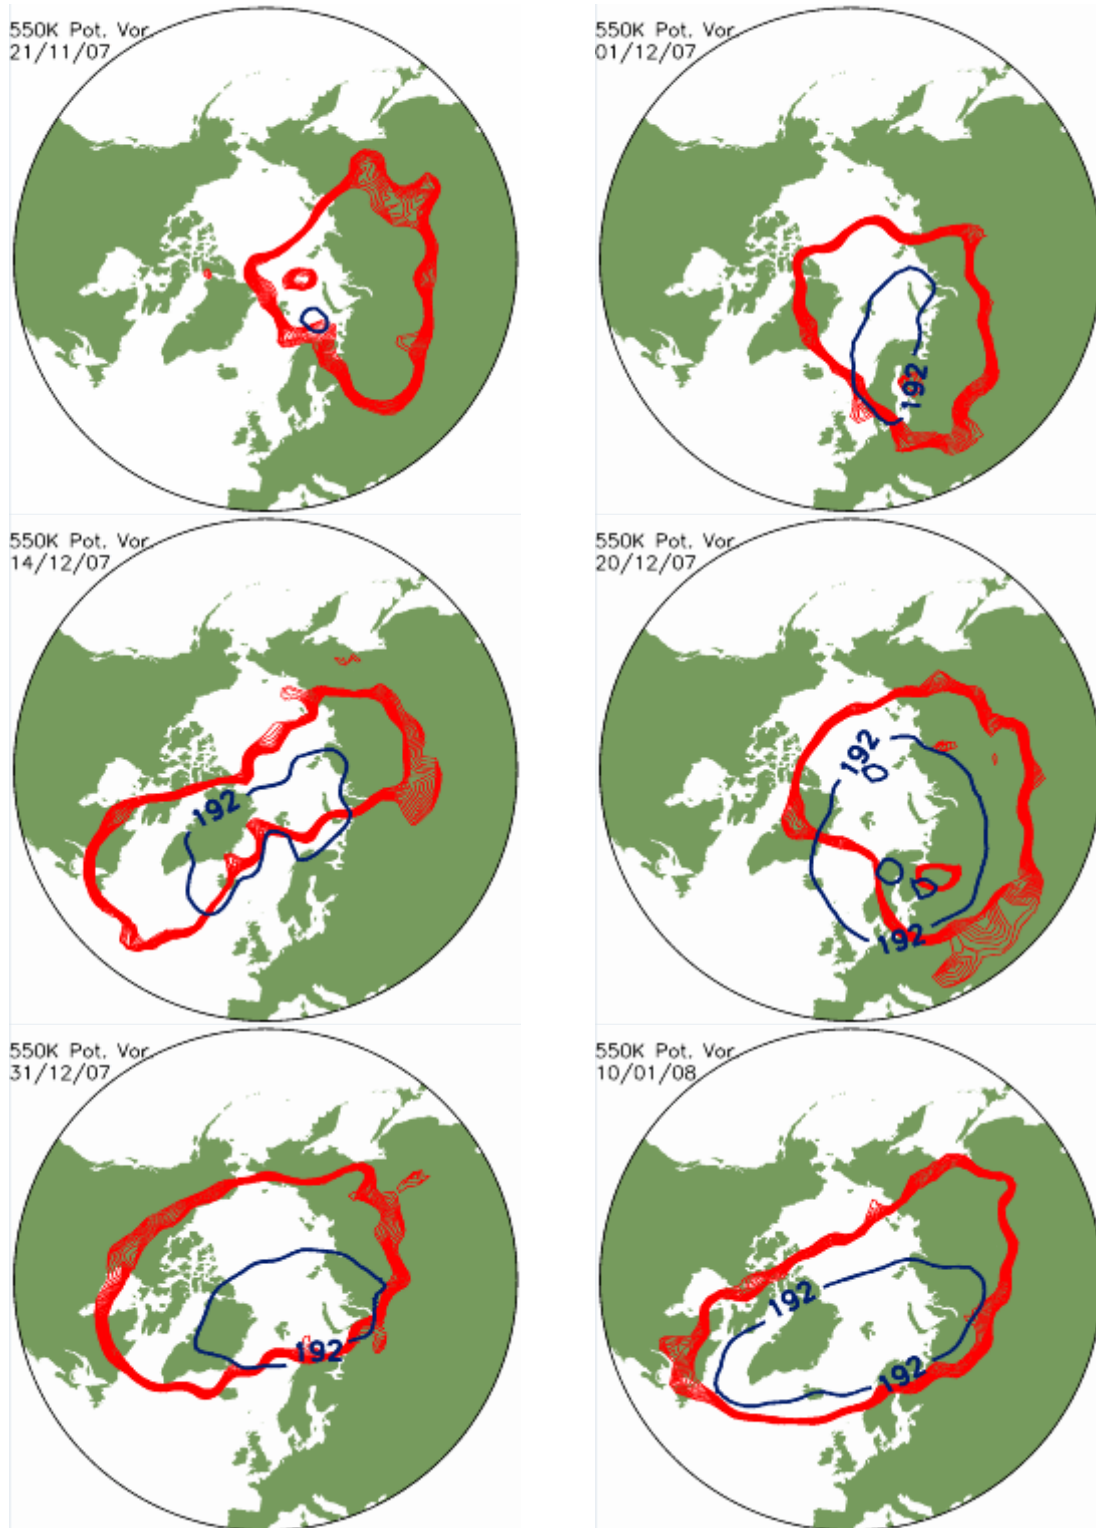 550K Pot. Vor.
21/11/07
550K Pot. Vor.
01/12/07
192
550K Pot. Vor.
14/12/07
192
550K Pot. Vor.
20/12/07
192
192
550K Pot. Vor.
31/12/07
192
550K Pot. Vor.
10/01/08
192
192